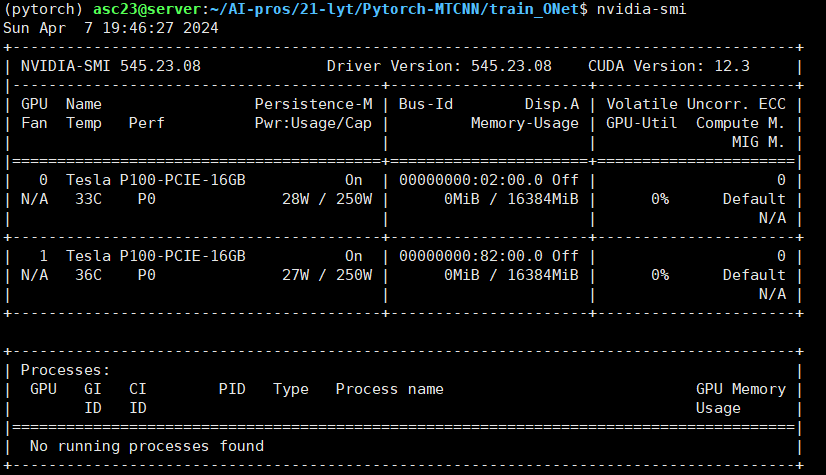 (pytorch) asc23@server:~/AI-pros/21-lyt/Pytorch-MTCNN/train_ONet$ nvidia-smi
Sun Apr  7 19:46:27 2024
+---------------------------------------------------------------------------------------+
| NVIDIA-SMI 545.23.08              Driver Version: 545.23.08    CUDA Version: 12.3     |
|-----------------------------------------+----------------------+----------------------+
| GPU  Name                 Persistence-M | Bus-Id        Disp.A | Volatile Uncorr. ECC |
| Fan  Temp   Perf          Pwr:Usage/Cap |         Memory-Usage | GPU-Util  Compute M. |
|                                         |                      |               MIG M. |
|=========================================+======================+======================|
|   0  Tesla P100-PCIE-16GB           On  | 00000000:02:00.0 Off |                    0 |
| N/A   33C    P0              28W / 250W |     0MiB / 16384MiB |      0%      Default |
|                                         |                      |                  N/A |
+-----------------------------------------+----------------------+----------------------+
|   1  Tesla P100-PCIE-16GB           On  | 00000000:82:00.0 Off |                    0 |
| N/A   36C    P0              27W / 250W |     0MiB / 16384MiB |      0%      Default |
|                                         |                      |                  N/A |
+-----------------------------------------+----------------------+----------------------+
+---------------------------------------------------------------------------------------+
| Processes:                                                                            |
|  GPU   GI   CI        PID   Type   Process name                            GPU Memory |
|        ID   ID                                                             Usage      |
|=======================================================================================|
|  No running processes found                                                           |
+---------------------------------------------------------------------------------------+